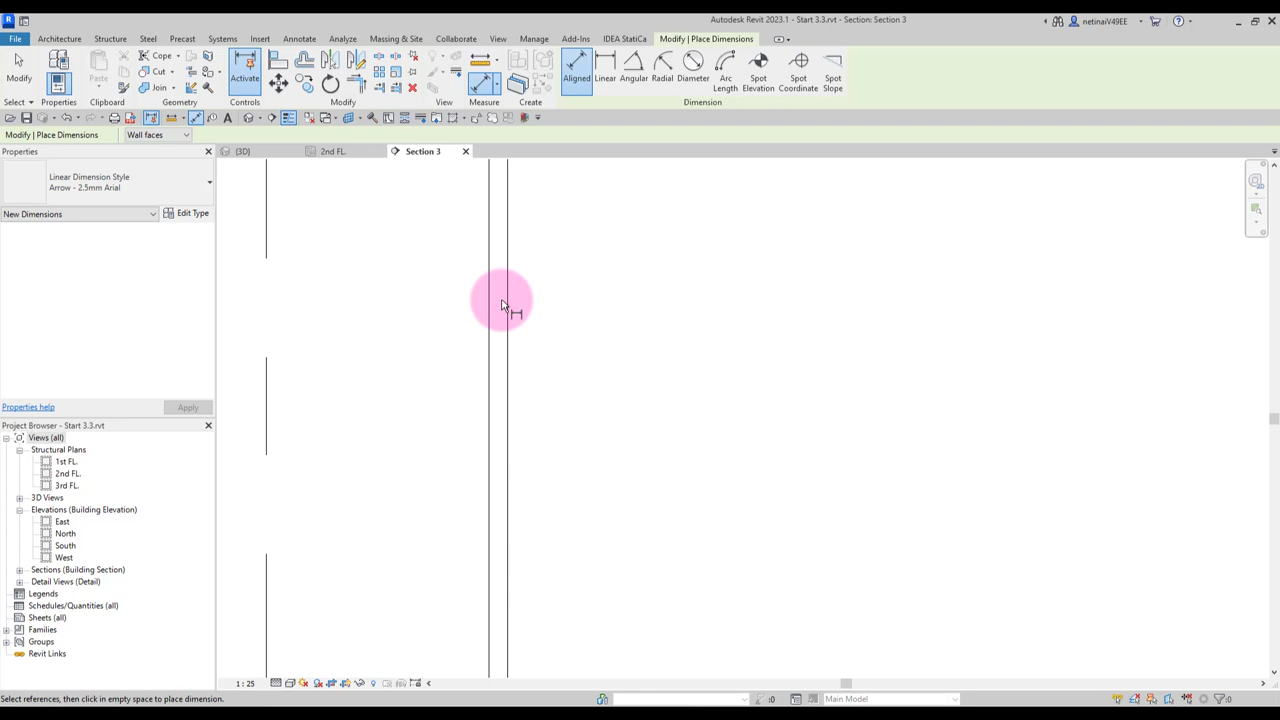 Autodesk Revit 2023.1 - Start 3.3.rvt - Section: Section 3
netinaiV49EE
File Architecture Structure Steel Precast Systems Insert Annotate Analyze Massing & Site Collaborate View Manage Add-Ins IDEA StatiCa Modify | Place Dimensions
Modify Paste Cope Cut Join Activate Aligned Linear Angular Radial Diameter Arc Length Spot Elevation Spot Coordinate Spot Slope
Select Properties Clipboard Geometry Controls Modify View Measure Create Dimension
Modify | Place Dimensions Wall faces
Properties
{3D} 2nd FL. Section 3
Linear Dimension Style
Arrow - 2.5mm Arial
New Dimensions Edit Type
Properties help Apply
Project Browser - Start 3.3.rvt
Views (all)
Structural Plans
1st FL.
2nd FL.
3rd FL.
3D Views
Elevations (Building Elevation)
East
North
South
West
Sections (Building Section)
Detail Views (Detail)
Legends
Schedules/Quantities (all)
Sheets (all)
Families
Groups
Revit Links
1 : 25
Select references, then click in empty space to place dimension. :0 Main Model :0